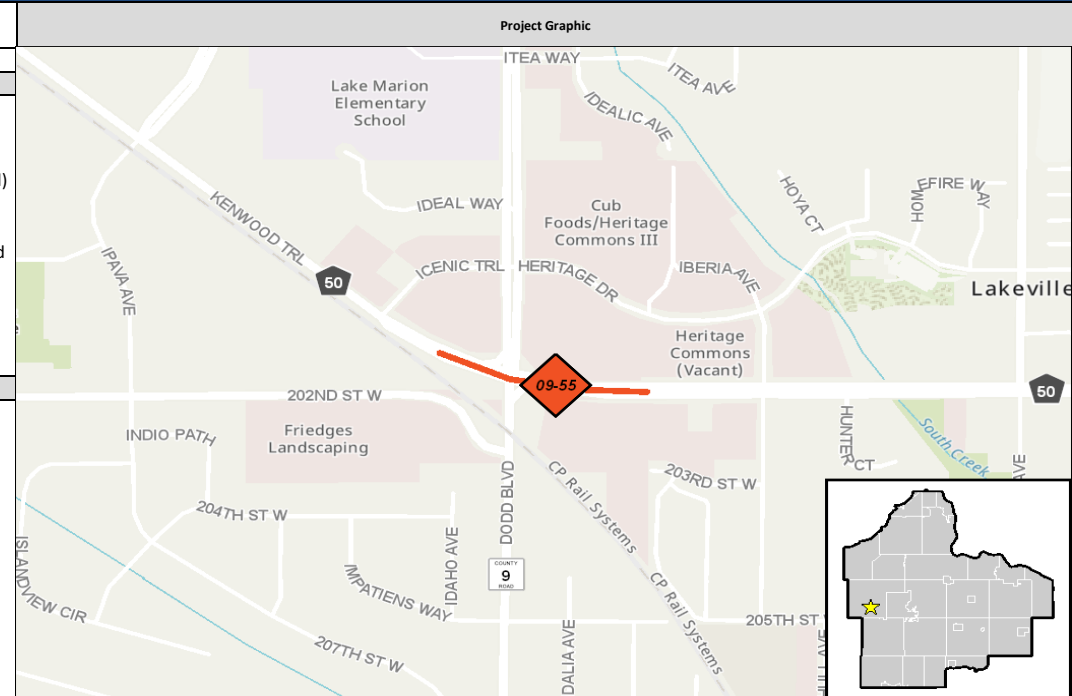 Project Graphic
ITEA WAY
ITEA AVE
Lake Marion
Elementary
School
IDEALIC AVE
)
KENWOOD TRL
IDEAL WAY
Cub
Foods/Heritage
Commons III
HOYA CT
HOMEFIRE WAY
d
IPAVA AVE
50
ICENIC TRL
HERITAGE DR
IBERIA AVE
Lakeville
e
Heritage
Commons
(Vacant)
09-55
50
202ND ST W
INDIO PATH
Friedges
Landscaping
HUNTER CT
South Creek
AVE
CP Rail Systems
203RD ST W
204TH ST W
DODD BLVD
IDAHO AVE
ISLANDVIEW CIR
IMPATIENS WAY
COUNTY
9
ROAD
CP Rail Systems
205TH ST
207TH ST W
DALIA AVE
ULL AVE